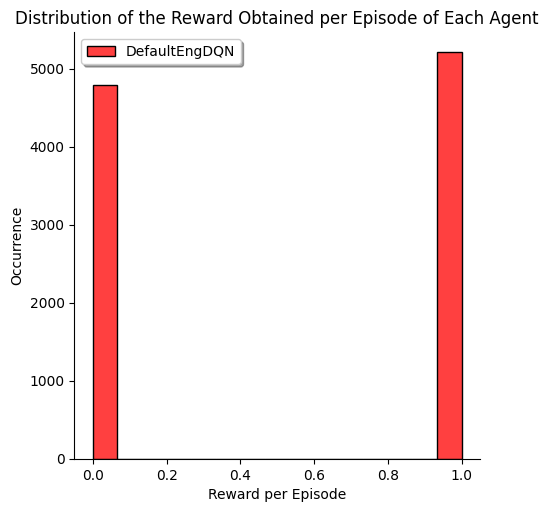 Distribution of the Reward Obtained per Episode of Each Agent
DefaultEngDQN
5000
4000
3000
2000
1000
0
Occurrence
0.0 0.2 0.4 0.6 0.8 1.0
Reward per Episode